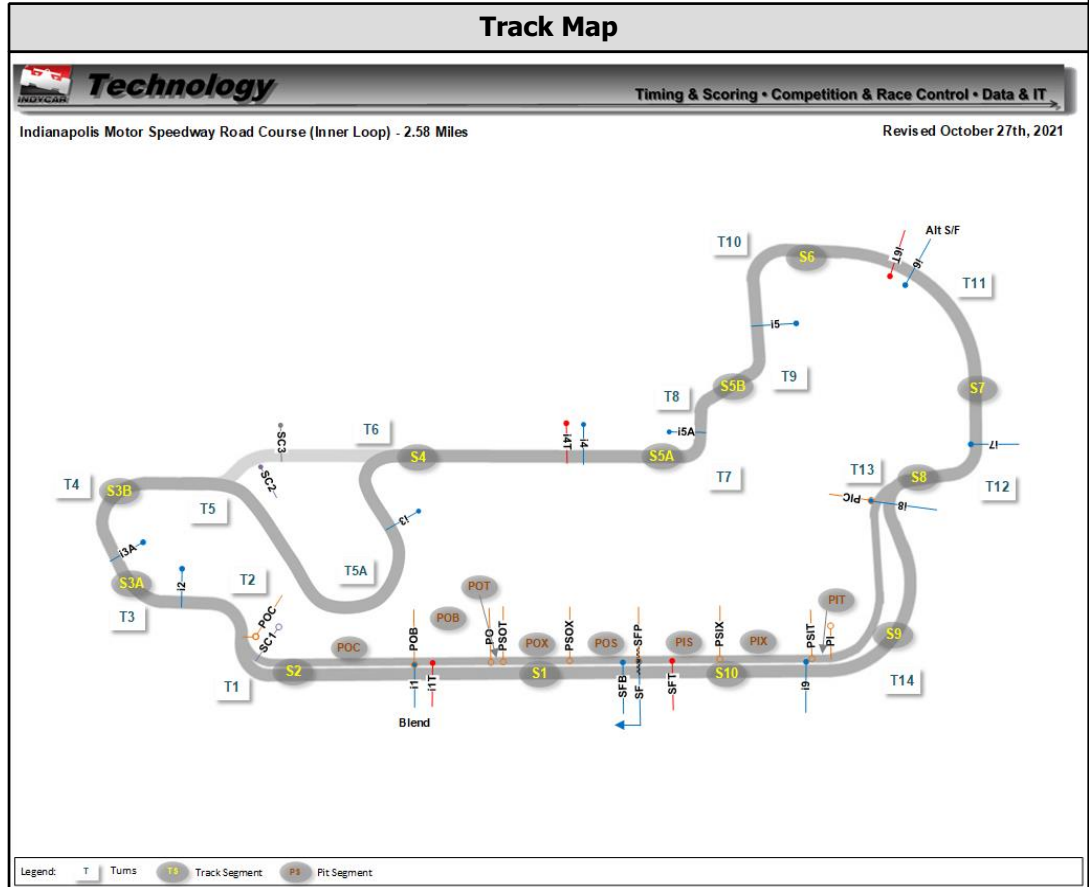 Track Map
INDYCAR
Technology
Timing & Scoring • Competition & Race Control • Data & IT
Indianapolis Motor Speedway Road Course (Inner Loop) - 2.58 Miles
Revised October 27th, 2021
Alt S/F
T10
S6
i6T
i6
T11
i5
S5B
T9
S7
T8
SC3
T6
S4
i4T
i4
S5A
i5A
i7
SC2
T7
T13
S8
T12
T4
S3B
T5
PIC
i8
i3
i3A
T5A
S3A
i2
T2
T3
POC
SC1
POT
PIT
POB
POB
PO
PSOT
PSOX
SFP
PSIX
PSIT
PI
S9
POC
POX
POS
PIS
PIX
T1
S2
i1
i1T
S1
SFB
SF
SFT
S10
i9
T14
Blend
Legend: T Turns TS Track Segment PS Pit Segment